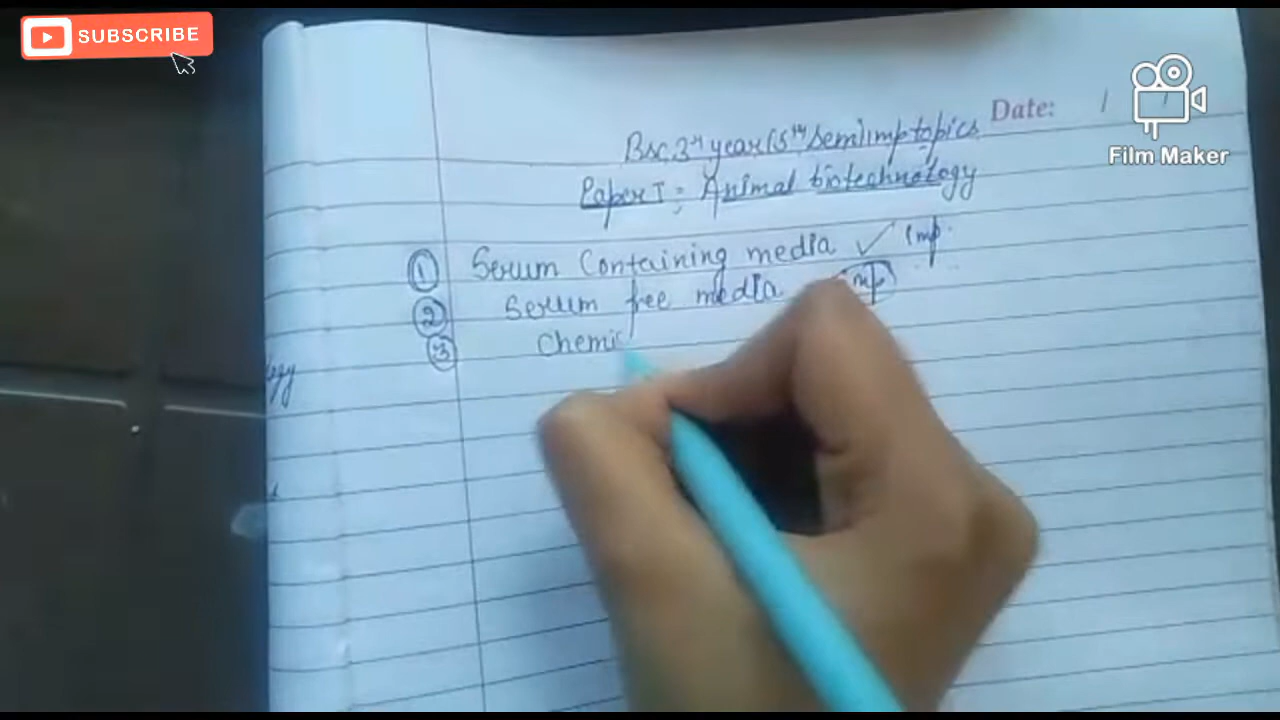 SUBSCRIBE
Date: / /
Film Maker
Bsc.3rd year(5th Sem)imp topics
Paper I : Animal biotechnology
① Serum Containing media ✓ imp.
② Serum free media imp
③ Chemi